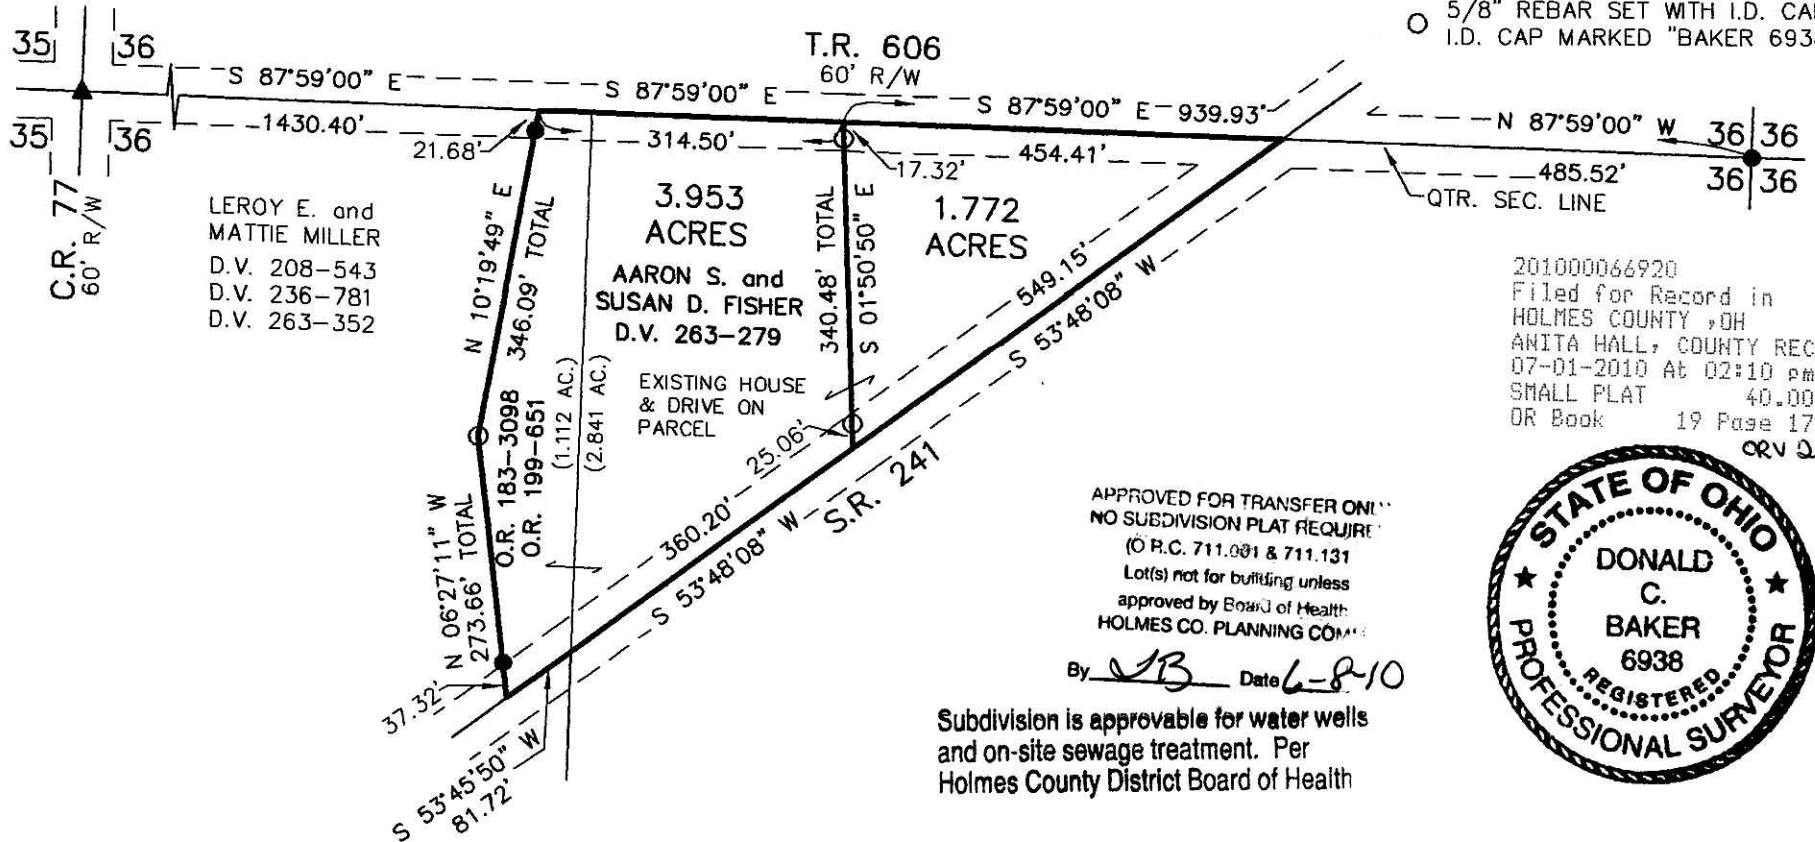 5/8" REBAR SET WITH I.D.
I.D. CAP MARKED "BAKER
T.R. 606
60' R/W
35 36
35 36
S 87°59'00" E
S 87°59'00" E
S 87°59'00" E 939.93'
N 87°59'00" W
36 36
36 36
1430.40'
21.68'
314.50'
17.32'
454.41'
485.52'
QTR. SEC. LINE
C.R. 77
60' R/W
LEROY E. and
MATTIE MILLER
D.V. 208-543
D.V. 236-781
D.V. 263-352
N 10°19'49" E
346.09' TOTAL
3.953
ACRES
AARON S. and
SUSAN D. FISHER
D.V. 263-279
EXISTING HOUSE
& DRIVE ON
PARCEL
340.48' TOTAL
S 01°50'50" E
1.772
ACRES
549.15'
S 53°48'08" W
O.R. 183-3098
O.R. 199-651
(1.112 AC.)
(2.841 AC.)
25.06'
360.20'
S 53°48'08" W
S.R. 241
N 06°27'11" W
273.66' TOTAL
37.32'
S 53°45'50" W
81.72'
201000066920
Filed for Record in
HOLMES COUNTY ,OH
ANITA HALL, COUNTY REC
07-01-2010 At 02:10 pm
SMALL PLAT 40.00
OR Book 19 Page 17
APPROVED FOR TRANSFER
NO SUBDIVISION PLAT
(O.R.C. 711.001 & 711.131
Lot(s) not for building unless
approved by Board of Health
HOLMES CO. PLANNING
By JB Date 6-8-10
Subdivision is approvable for water wells
and on-site sewage treatment. Per
Holmes County District Board of Health
STATE OF OHIO
DONALD
C.
BAKER
6938
REGISTERED
PROFESSIONAL SURVEYOR